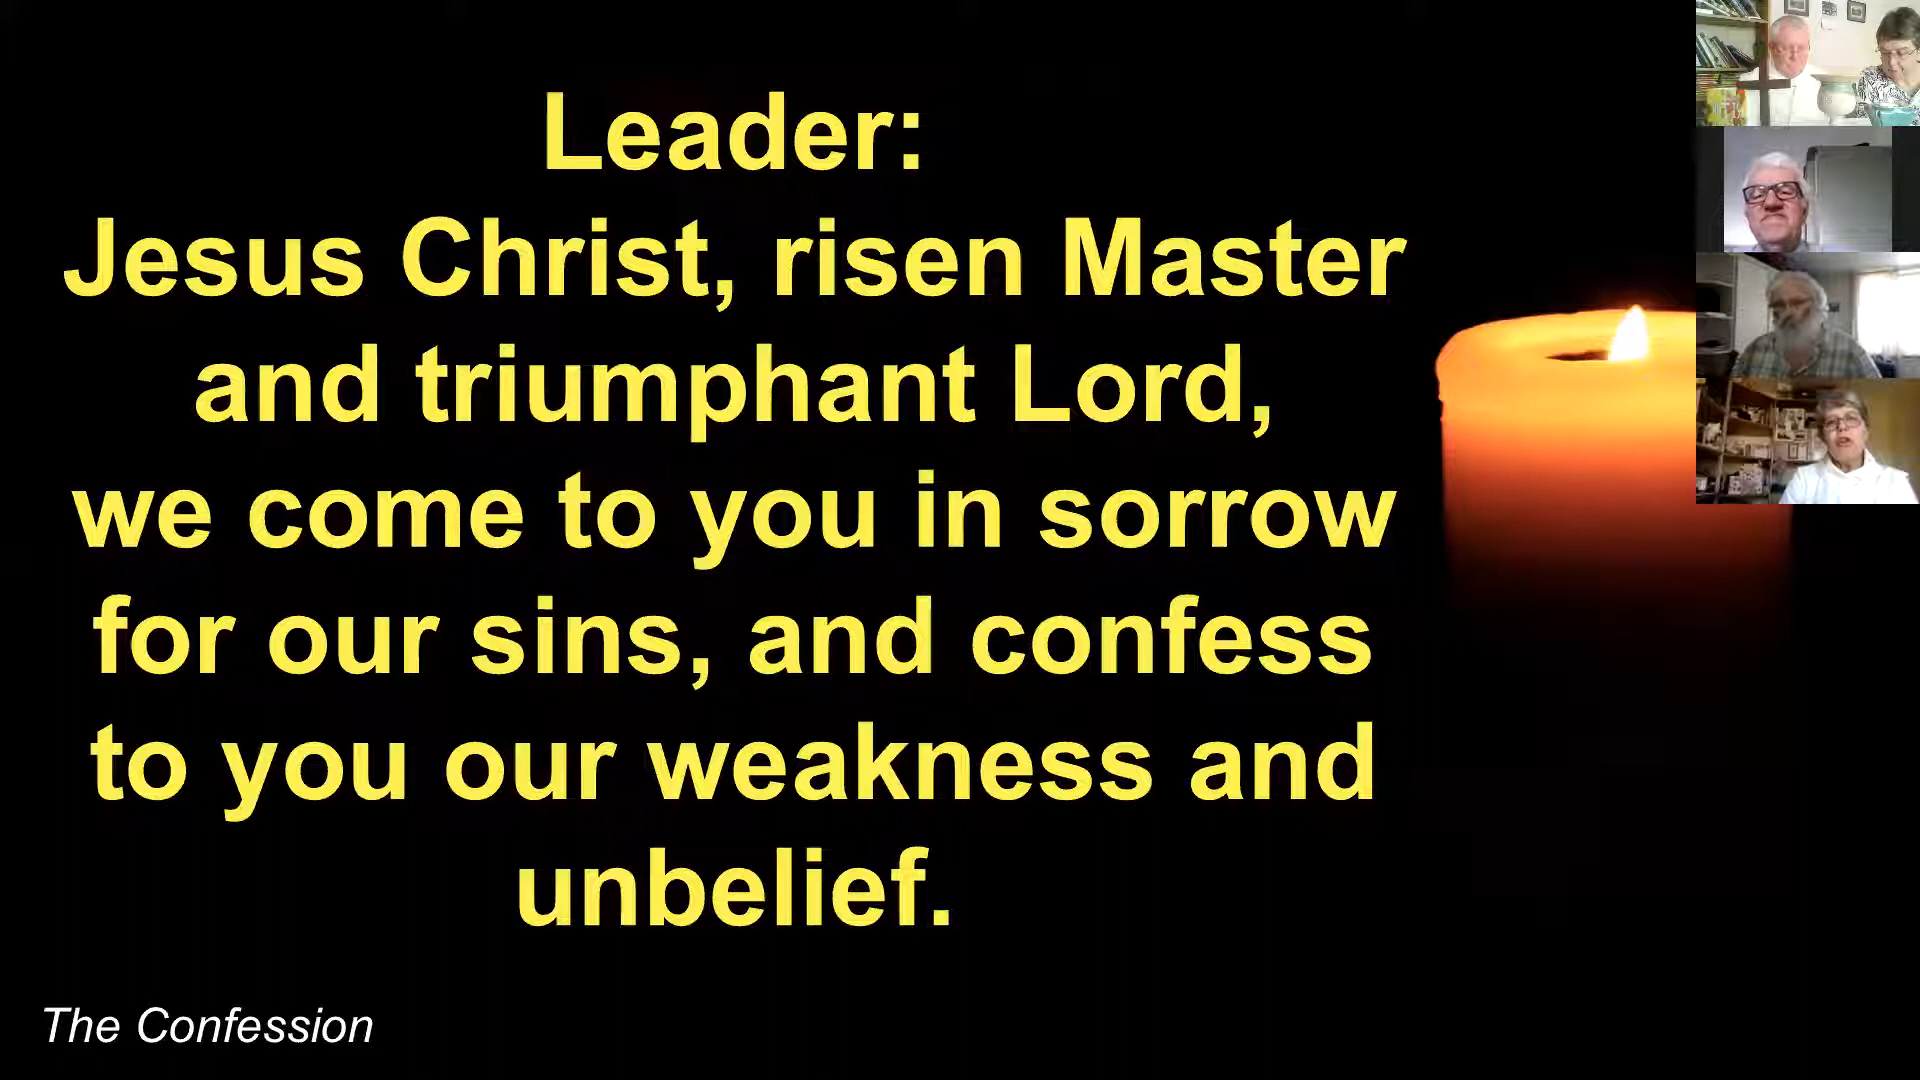 Leader:
Jesus Christ, risen Master
and triumphant Lord,
we come to you in sorrow
for our sins, and confess
to you our weakness and
unbelief.
The Confession